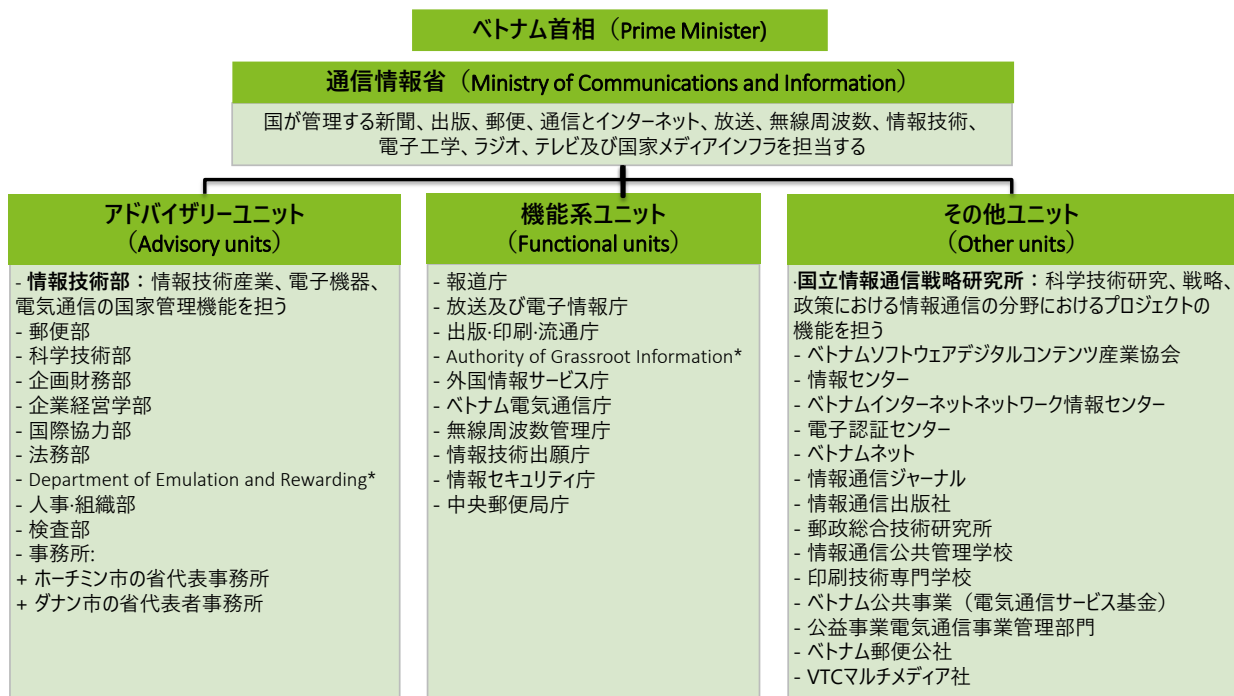 ベトナム首相（Prime Minister)
通信情報省（Ministry of Communications and Information）
国が管理する新聞、出版、郵便、通信とインターネット、放送、無線周波数、情報技術、
電子工学、ラジオ、テレビ及び国家メディアインフラを担当する
アドバイザリーユニット
（Advisory units）
- 情報技術部：情報技術産業、電子機器、
電気通信の国家管理機能を担う
- 郵便部
- 科学技術部
- 企画財務部
- 企業経営学部
- 国際協力部
- 法務部
- Department of Emulation and Rewarding*
- 人事·組織部
- 検査部
- 事務所:
+ ホーチミン市の省代表事務所
+ ダナン市の省代表者事務所
機能系ユニット
（Functional units）
- 報道庁
- 放送及び電子情報庁
- 出版·印刷·流通庁
- Authority of Grassroot Information*
- 外国情報サービス庁
- ベトナム電気通信庁
- 無線周波数管理庁
- 情報技術出願庁
- 情報セキュリティ庁
- 中央郵便局庁
その他ユニット
（Other units）
·国立情報通信戦略研究所：科学技術研究、戦略、
政策における情報通信の分野におけるプロジェクトの
機能を担う
- ベトナムソフトウェアデジタルコンテンツ産業協会
- 情報センター
- ベトナムインターネットネットワーク情報センター
- 電子認証センター
- ベトナムネット
- 情報通信ジャーナル
- 情報通信出版社
- 郵政総合技術研究所
- 情報通信公共管理学校
- 印刷技術専門学校
- ベトナム公共事業（電気通信サービス基金）
- 公益事業電気通信事業管理部門
- ベトナム郵便公社
- VTCマルチメディア社